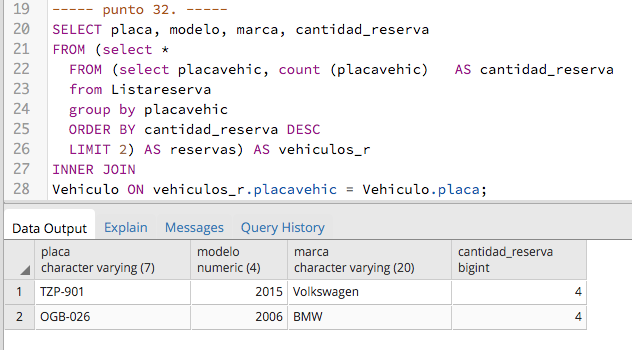 19 ----- punto 32. -----
20 SELECT placa, modelo, marca, cantidad_reserva
21 FROM (select *
22 FROM (select placavehic, count (placavehic) AS cantidad_reserva
23 from Listareserva
24 group by placavehic
25 ORDER BY cantidad_reserva DESC
26 LIMIT 2) AS reservas) AS vehiculos_r
27 INNER JOIN
28 Vehiculo ON vehiculos_r.placavehic = Vehiculo.placa;
Data Output Explain Messages Query History
placa modelo marca cantidad_reserva
character varying (7) numeric (4) character varying (20) bigint
1 TZP-901 2015 Volkswagen 4
2 OGB-026 2006 BMW 4